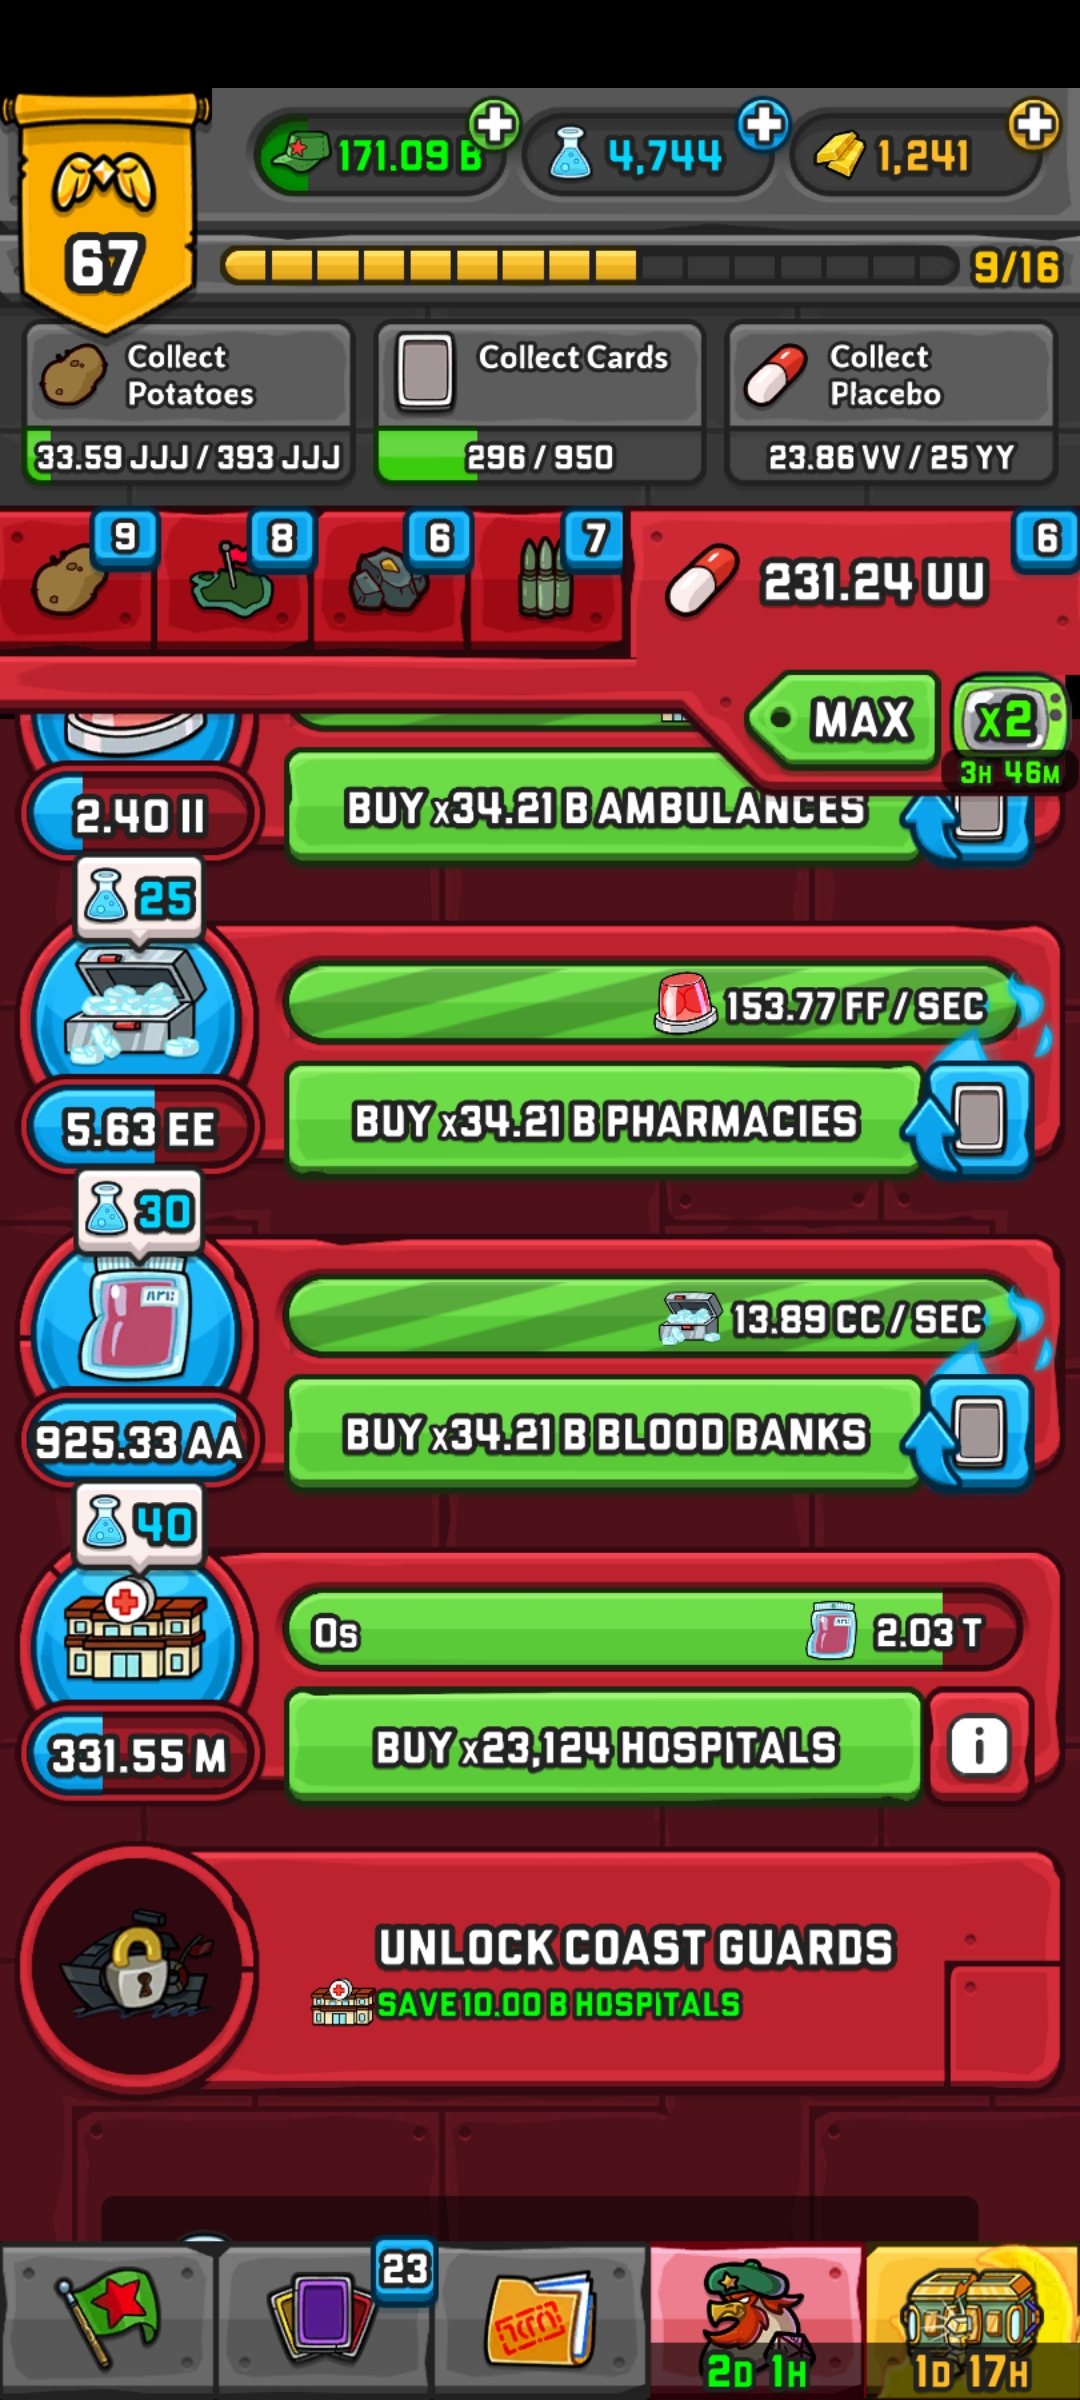 171.09 B
4,744
1,241
67
9/16
Collect
Potatoes
33.59 JJJ / 393 JJJ
Collect Cards
296 / 950
Collect
Placebo
23.86 VV / 25 YY
9
8
6
7
231.24 UU
6
MAX
x2
3H 46M
2.40 II
BUY x34.21 B AMBULANCES
25
153.77 FF / SEC
5.63 EE
BUY x34.21 B PHARMACIES
30
13.89 CC / SEC
925.33 AA
BUY x34.21 B BLOOD BANKS
40
0s
2.03 T
331.55 M
BUY x23,124 HOSPITALS
i
UNLOCK COAST GUARDS
SAVE 10.00 B HOSPITALS
23
2D 1H
1D 17H